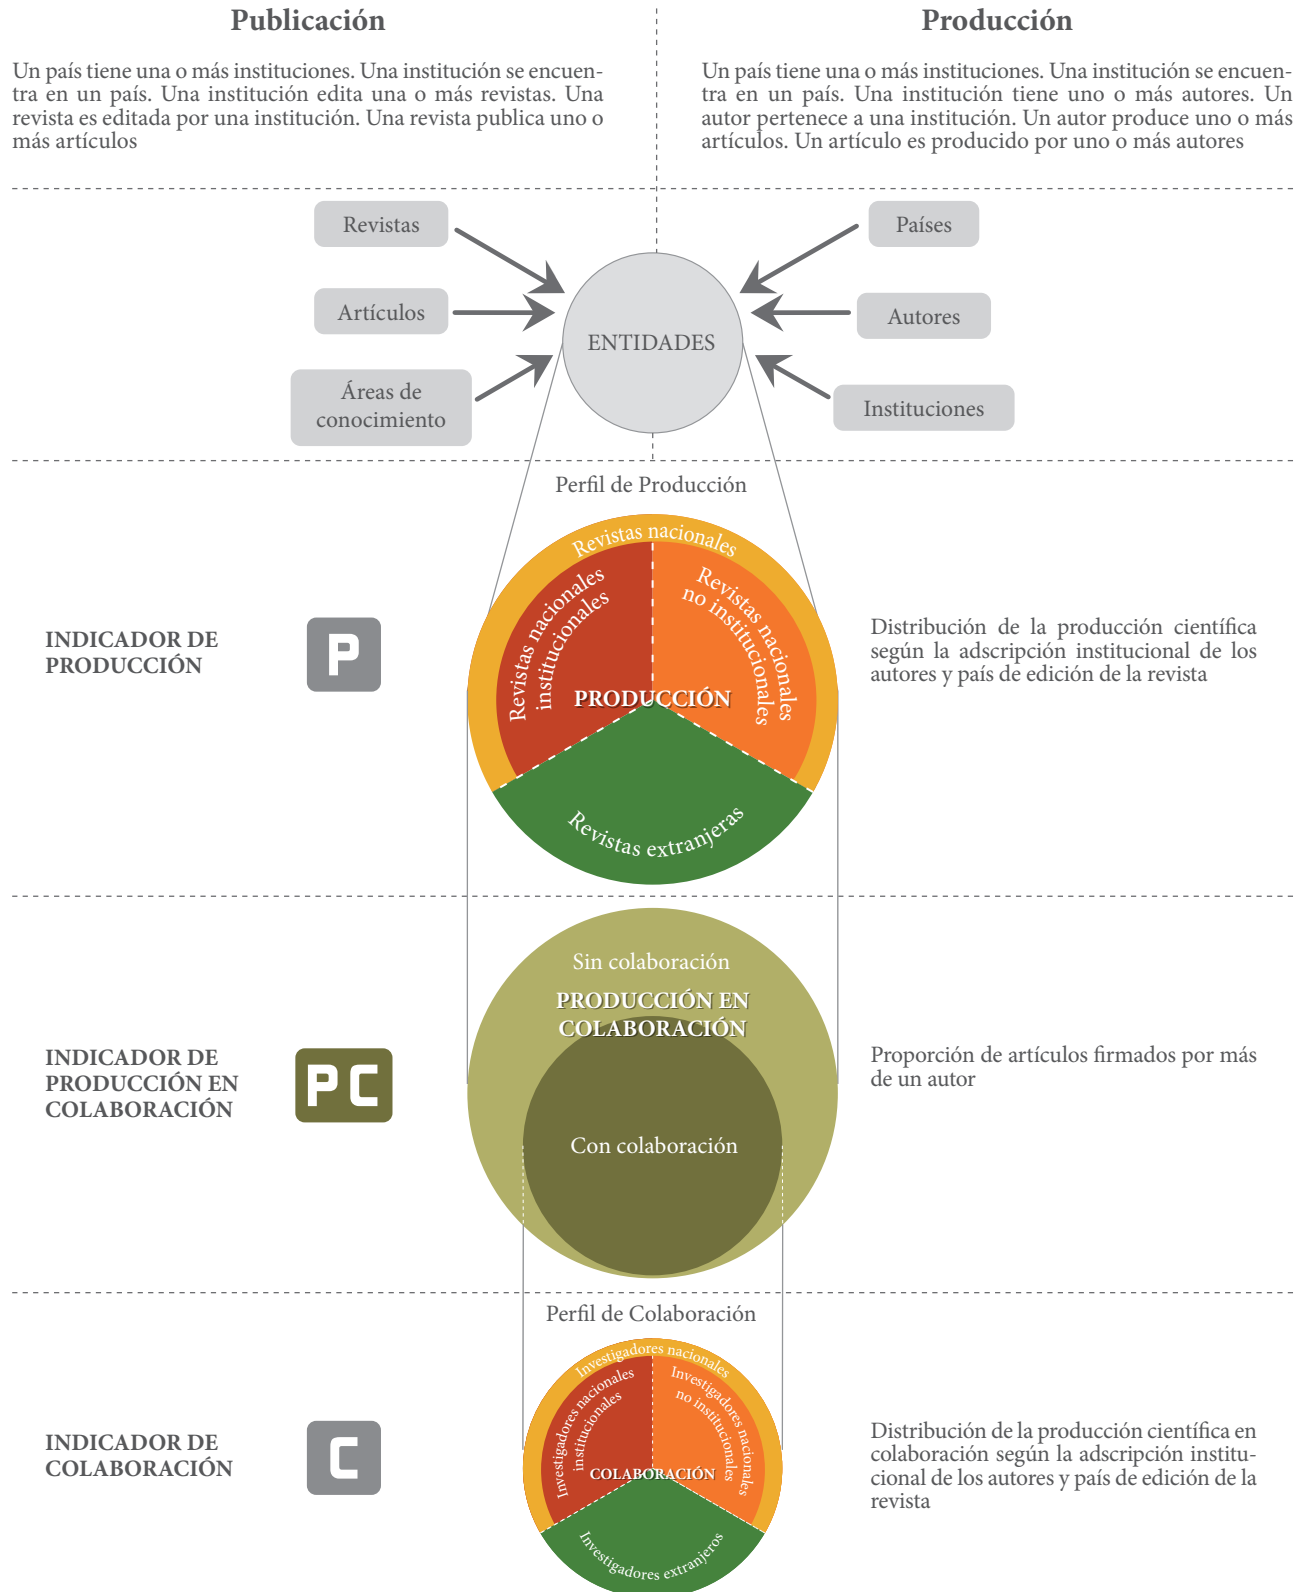 Publicación
Un país tiene una o más instituciones. Una institución se encuen-
tra en un país. Una institución edita una o más revistas. Una
revista es editada por una institución. Una revista publica uno o
más artículos
Producción
Un país tiene una o más instituciones. Una institución se encuen-
tra en un país. Una institución tiene uno o más autores. Un
autor pertenece a una institución. Un autor produce uno o más
artículos. Un artículo es producido por uno o más autores
Revistas
Artículos
Áreas de
conocimiento
ENTIDADES
Países
Autores
Instituciones
Perfil de Producción
INDICADOR DE
PRODUCCIÓN
P
Revistas nacionales
Revistas nacionales
institucionales
Revistas nacionales
no institucionales
PRODUCCIÓN
Revistas extranjeras
Distribución de la producción científica
según la adscripción institucional de los
autores y país de edición de la revista
INDICADOR DE
PRODUCCIÓN EN
COLABORACIÓN
PC
Sin colaboración
PRODUCCIÓN EN
COLABORACIÓN
Con colaboración
Proporción de artículos firmados por más
de un autor
Perfil de Colaboración
INDICADOR DE
COLABORACIÓN
C
Investigadores nacionales
Investigadores nacionales
institucionales
Investigadores nacionales
no institucionales
COLABORACIÓN
Investigadores extranjeros
Distribución de la producción científica en
colaboración según la adscripción institu-
cional de los autores y país de edición de la
revista